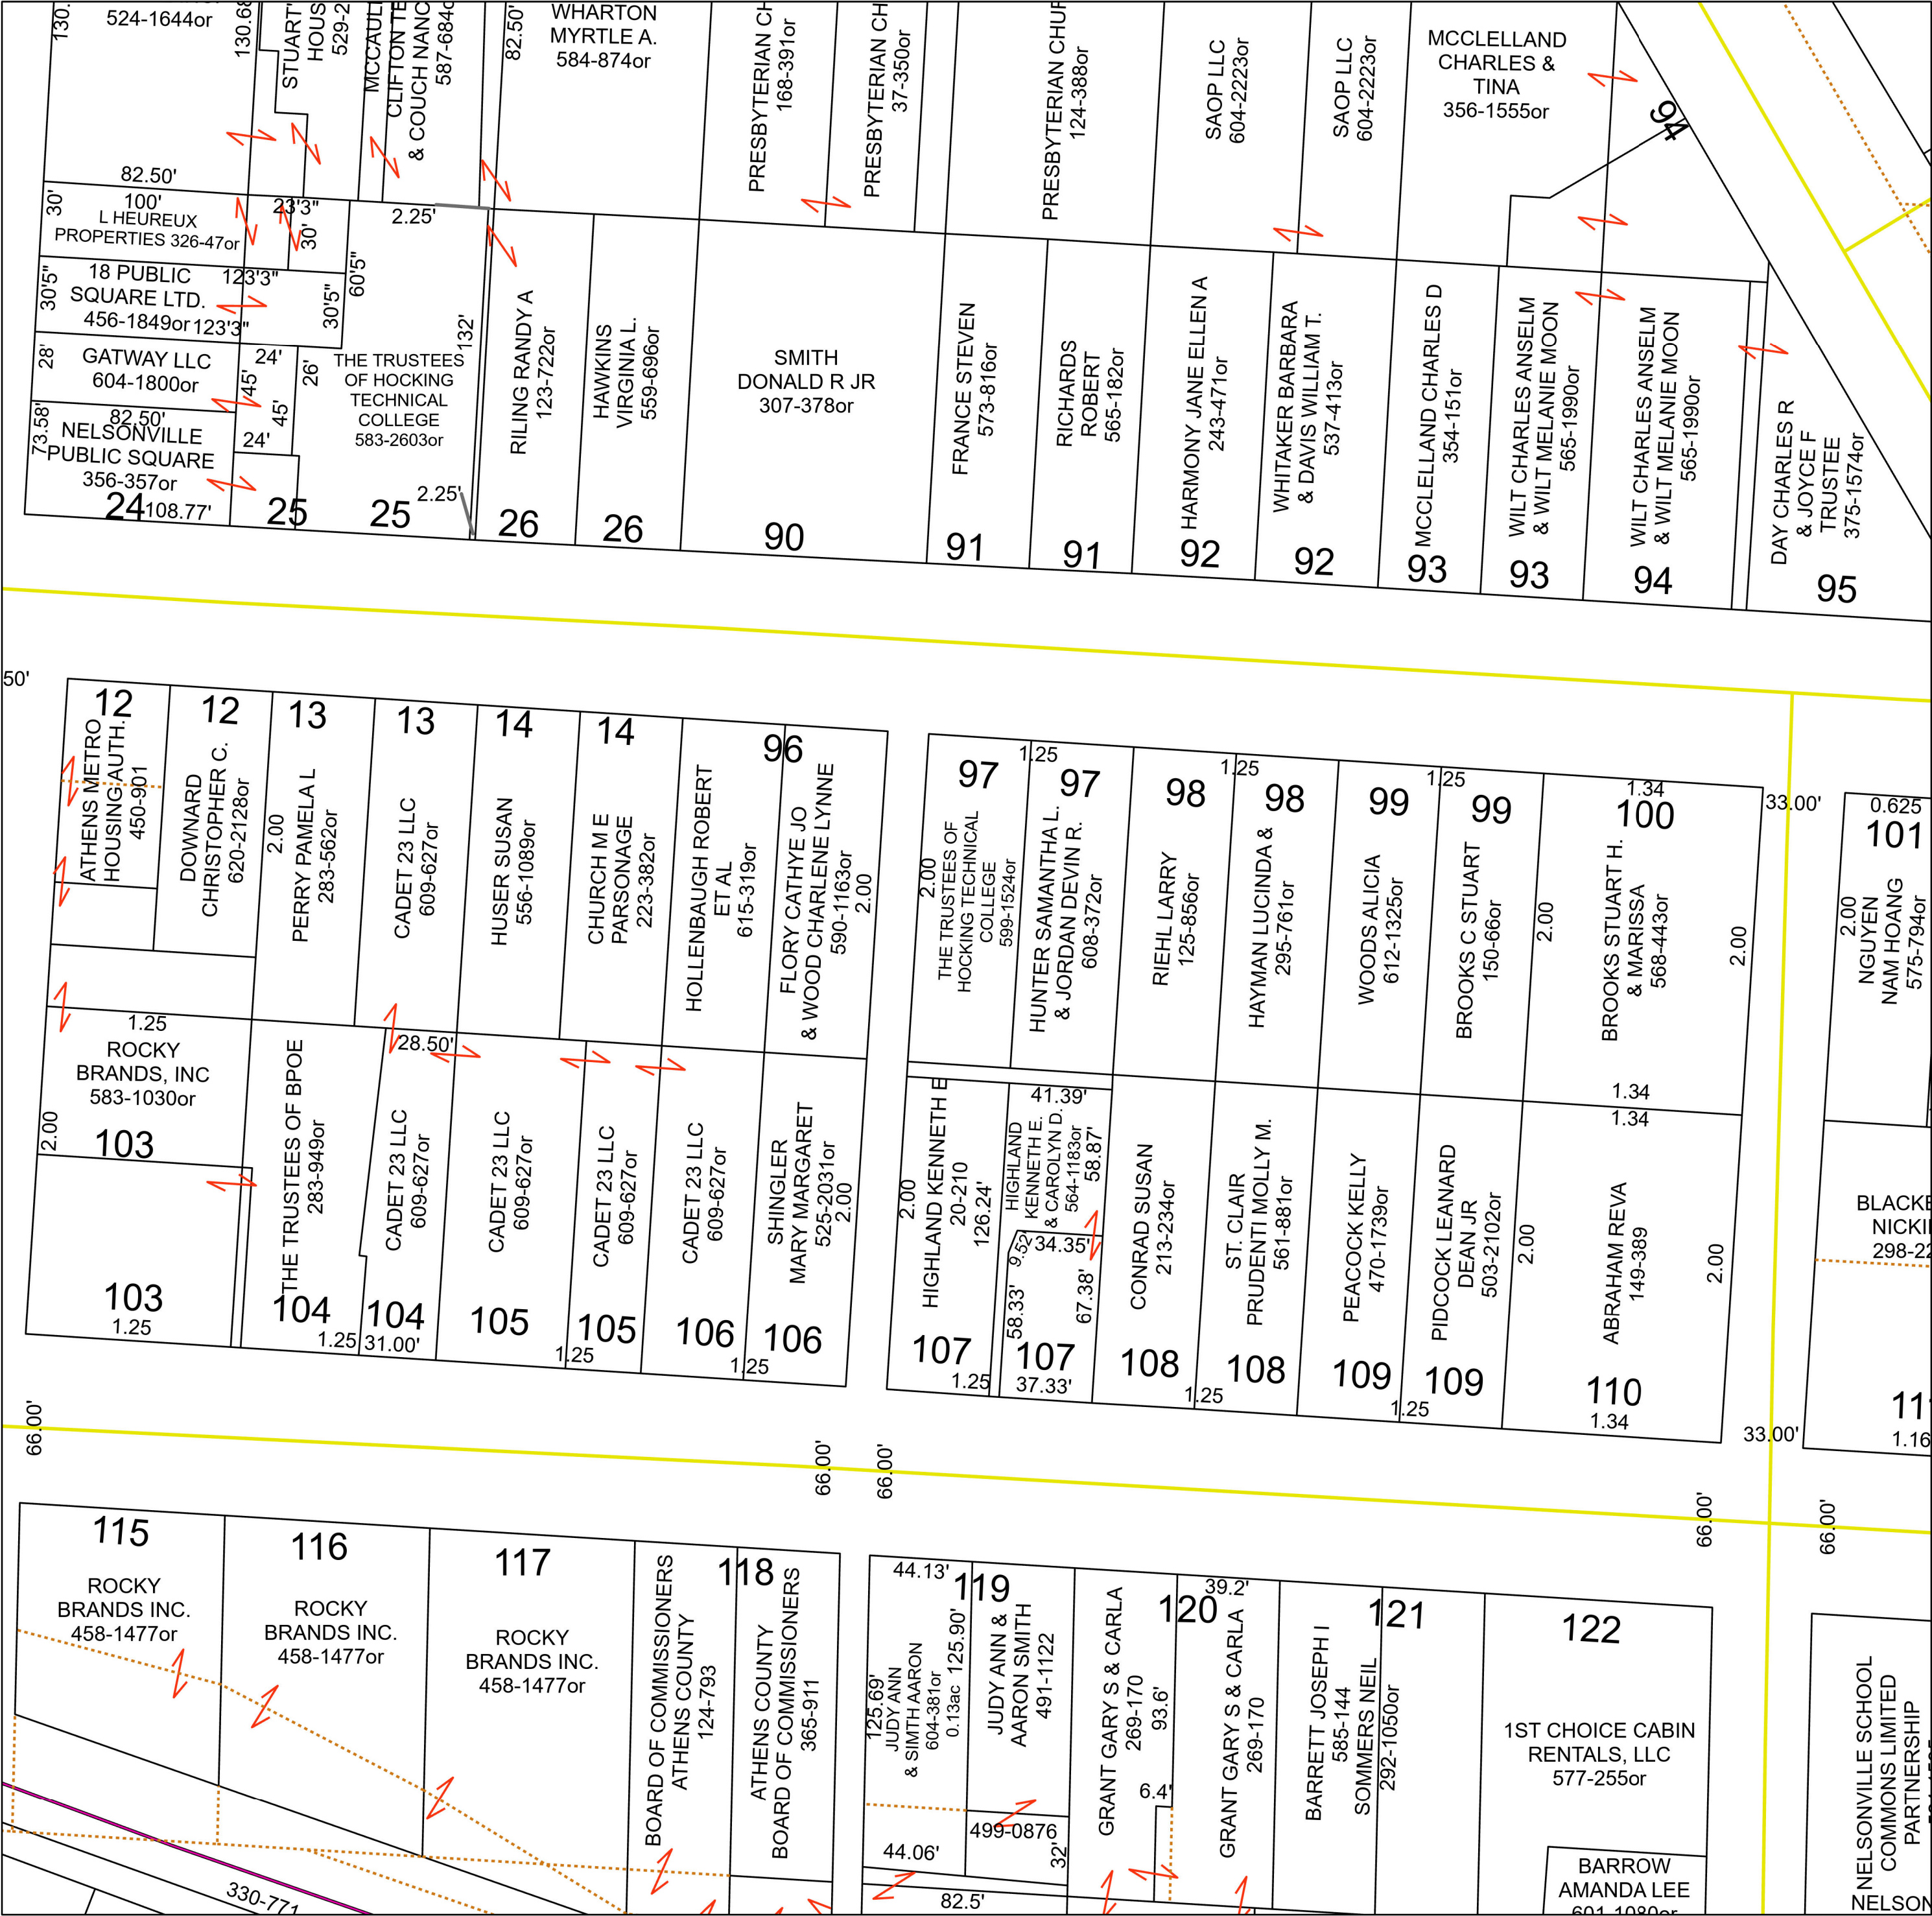 524-1644or
130.
130.68
STUART'
HOUS
529-2
MCCAUL
CLIFTON TE
& COUCH NANC
587-684o
82.50'
WHARTON
MYRTLE A.
584-874or
PRESBYTERIAN CH
168-391or
PRESBYTERIAN CH
37-350or
PRESBYTERIAN CHUR
124-388or
SAOP LLC
604-2223or
SAOP LLC
604-2223or
MCCLELLAND
CHARLES &
TINA
356-1555or
94
82.50'
100'
30'
L HEUREUX
PROPERTIES 326-47or
23'3"
30'
2.25'
18 PUBLIC
SQUARE LTD.
456-1849or
123'3"
123'3"
30'5"
30'5"
60'5"
28'
GATWAY LLC
604-1800or
24'
45'
26'
45'
24'
82.50'
73.58'
NELSONVILLE
PUBLIC SQUARE
356-357or
24
108.77'
25
THE TRUSTEES
OF HOCKING
TECHNICAL
COLLEGE
583-2603or
132'
2.25'
25
RILING RANDY A
123-722or
26
HAWKINS
VIRGINIA L.
559-696or
26
SMITH
DONALD R JR
307-378or
90
FRANCE STEVEN
573-816or
91
RICHARDS
ROBERT
565-182or
91
HARMONY JANE ELLEN A
243-471or
92
WHITAKER BARBARA
& DAVIS WILLIAM T.
537-413or
92
MCCLELLAND CHARLES D
354-151or
93
WILT CHARLES ANSELM
& WILT MELANIE MOON
565-1990or
93
WILT CHARLES ANSELM
& WILT MELANIE MOON
565-1990or
94
DAY CHARLES R
& JOYCE F
TRUSTEE
375-1574or
95
50'
12
ATHENS METRO
HOUSING AUTH.
450-901
12
DOWNARD
CHRISTOPHER C.
620-2128or
13
2.00
PERRY PAMELA L
283-562or
13
CADET 23 LLC
609-627or
14
HUSER SUSAN
556-1089or
14
CHURCH M E
PARSONAGE
223-382or
96
HOLLENBAUGH ROBERT
ET AL
615-319or
FLORY CATHYE JO
& WOOD CHARLENE LYNNE
590-1163or
2.00
97
2.00
THE TRUSTEES OF
HOCKING TECHNICAL
COLLEGE
599-1524or
1.25
97
HUNTER SAMANTHA L.
& JORDAN DEVIN R.
608-372or
98
RIEHL LARRY
125-856or
1.25
98
HAYMAN LUCINDA &
295-761or
99
WOODS ALICIA
612-1325or
1.25
99
BROOKS C STUART
150-66or
1.34
100
2.00
BROOKS STUART H.
& MARISSA
568-443or
2.00
1.34
33.00'
0.625
101
2.00
NGUYEN
NAM HOANG
575-794or
1.25
ROCKY
BRANDS, INC
583-1030or
2.00
103
103
1.25
THE TRUSTEES OF BPOE
283-949or
104
1.25
28.50'
CADET 23 LLC
609-627or
104
31.00'
CADET 23 LLC
609-627or
105
CADET 23 LLC
609-627or
105
1.25
CADET 23 LLC
609-627or
106
SHINGLER
MARY MARGARET
525-2031or
2.00
106
1.25
2.00
HIGHLAND KENNETH E
20-210
126.24'
107
1.25
41.39'
HIGHLAND
KENNETH E.
& CAROLYN D.
564-1183or
58.87'
9.52'
34.35'
58.33'
67.38'
107
37.33'
CONRAD SUSAN
213-234or
108
ST. CLAIR
PRUDENTI MOLLY M.
561-881or
108
1.25
PEACOCK KELLY
470-1739or
109
PIDCOCK LEANARD
DEAN JR
503-2102or
109
1.25
1.34
2.00
ABRAHAM REVA
149-389
2.00
110
1.34
33.00'
BLACKE
NICKI
298-22
11
1.16
66.00'
66.00'
66.00'
66.00'
66.00'
115
ROCKY
BRANDS INC.
458-1477or
116
ROCKY
BRANDS INC.
458-1477or
117
ROCKY
BRANDS INC.
458-1477or
118
BOARD OF COMMISSIONERS
ATHENS COUNTY
124-793
ATHENS COUNTY
BOARD OF COMMISSIONERS
365-911
44.13'
119
125.69'
JUDY ANN
& SIMTH AARON
604-381or
0.13ac 125.90'
JUDY ANN &
AARON SMITH
491-1122
499-0876
44.06'
32'
82.5'
120
GRANT GARY S & CARLA
269-170
93.6'
6.4'
39.2'
GRANT GARY S & CARLA
269-170
121
BARRETT JOSEPH I
585-144
SOMMERS NEIL
292-1050or
122
1ST CHOICE CABIN
RENTALS, LLC
577-255or
BARROW
AMANDA LEE
601-1080or
NELSONVILLE SCHOOL
COMMONS LIMITED
PARTNERSHIP
NELSON
330-771